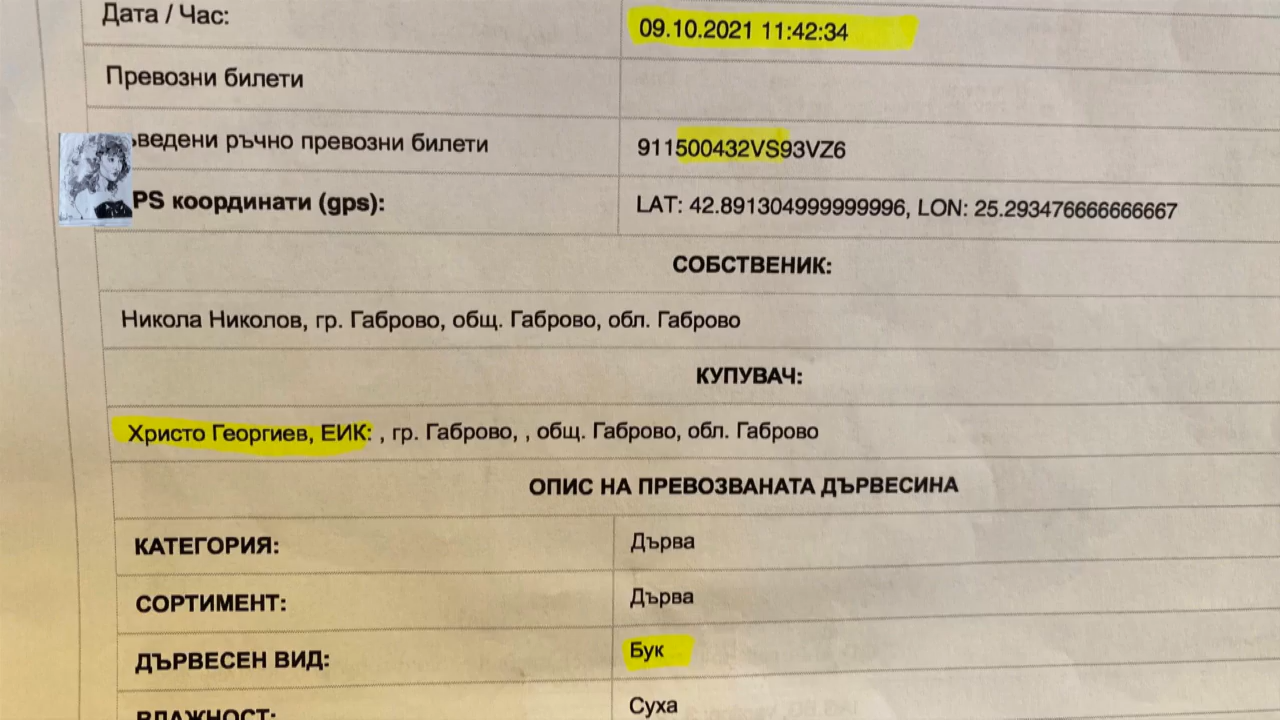 Дата / Час: 09.10.2021 11:42:34
Превозни билети
ъведени ръчно превозни билети 911500432VS93VZ6
PS координати (gps): LAT: 42.891304999999996, LON: 25.293476666666667
СОБСТВЕНИК:
Никола Николов, гр. Габрово, общ. Габрово, обл. Габрово
КУПУВАЧ:
Христо Георгиев, ЕИК: , гр. Габрово, , общ. Габрово, обл. Габрово
ОПИС НА ПРЕВОЗВАНАТА ДЪРВЕСИНА
КАТЕГОРИЯ: Дърва
СОРТИМЕНТ: Дърва
ДЪРВЕСЕН ВИД: Бук
ВЛАЖНОСТ: Суха